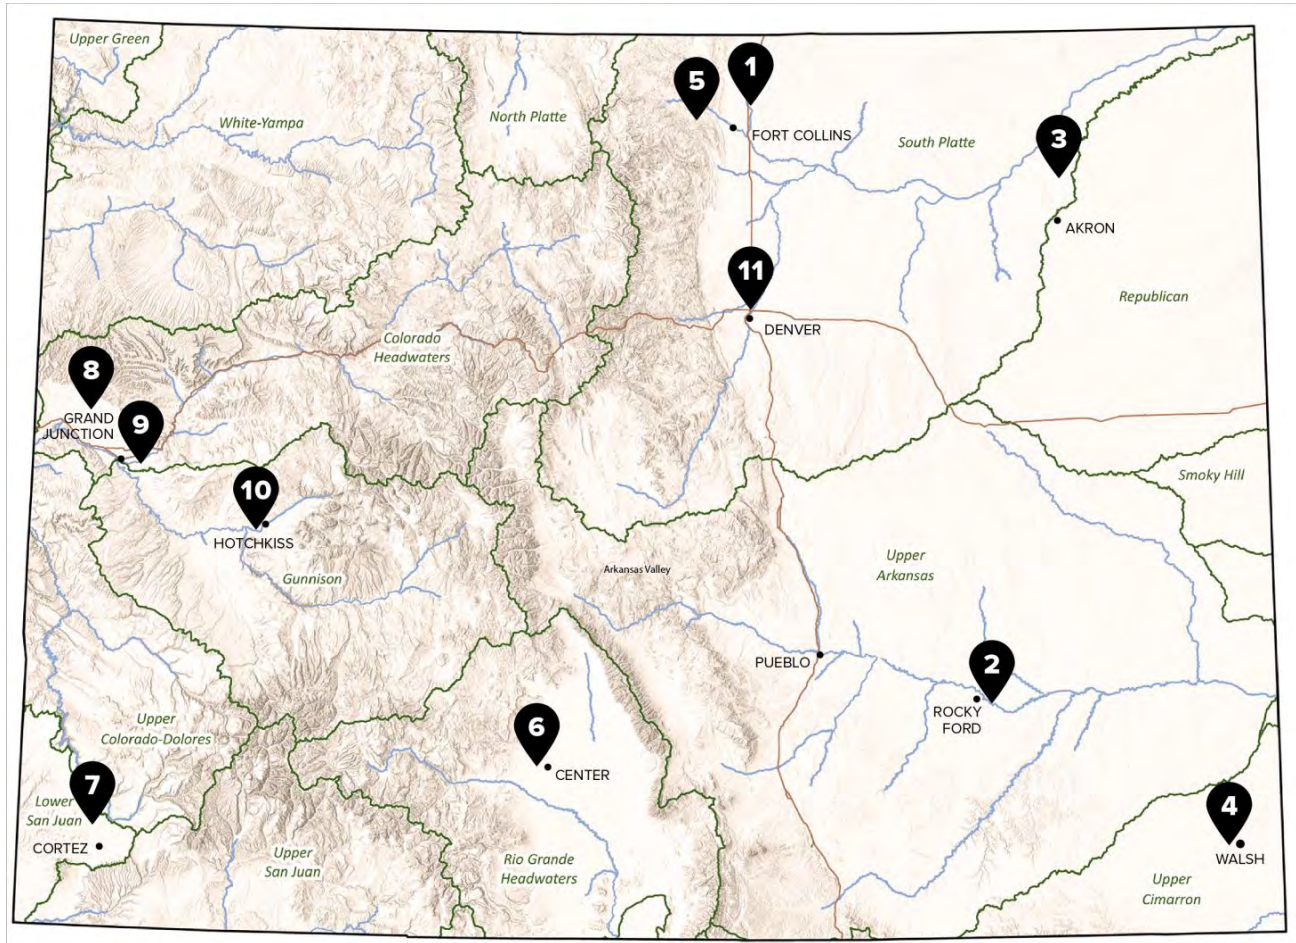 Upper Green
5
1
White-Yampa
North Platte
FORT COLLINS
South Platte
3
AKRON
11
Republican
DENVER
Colorado
Headwaters
8
GRAND
JUNCTION
9
Smoky Hill
10
HOTCHKISS
Gunnison
Arkansas Valley
Upper
Arkansas
PUEBLO
2
ROCKY
FORD
Upper
Colorado-Dolores
6
CENTER
7
Lower
San Juan
CORTEZ
4
WALSH
Upper
San Juan
Rio Grande
Headwaters
Upper
Cimarron